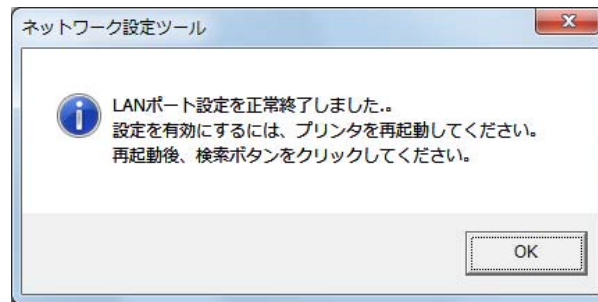 ネットワーク設定ツール
LANポート設定を正常終了しました.。
設定を有効にするには、プリンタを再起動してください。
再起動後、検索ボタンをクリックしてください。
OK